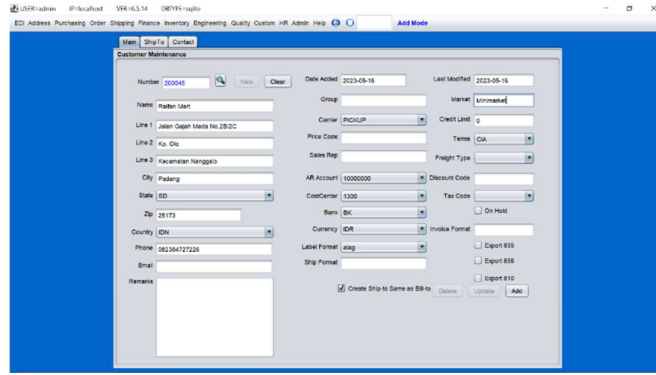 USER=admin IP=localhost VER=6.5.14 DBTYPE=sqlite
EDI Address Purchasing Order Shipping Finance Inventory Engineering Quality Custom HR Admin Help Add Mode
Main ShipTo Contact
Customer Maintenance
Number 200045 New Clear Date Added 2023-05-16 Last Modified 2023-05-16
Name Raifan Mart Group Market Minimarket
Line 1 Jalan Gajah Mada No.2B/2C Carrier PICKUP Credit Limit 0
Line 2 Kp. Olo Price Code Terms CIA
Line 3 Kecamatan Nanggalo Sales Rep Freight Type
City Padang AR Account 10000000 Discount Code
State SD CostCenter 1300 Tax Code
Zip 25173 Bank BK On Hold
Country IDN Currency IDR Invoice Format
Phone 082384727226 Label Format alag Export 855
Email Ship Format Export 856
Remarks Export 810
Create Ship-to Same as Bill-to Delete Update Add